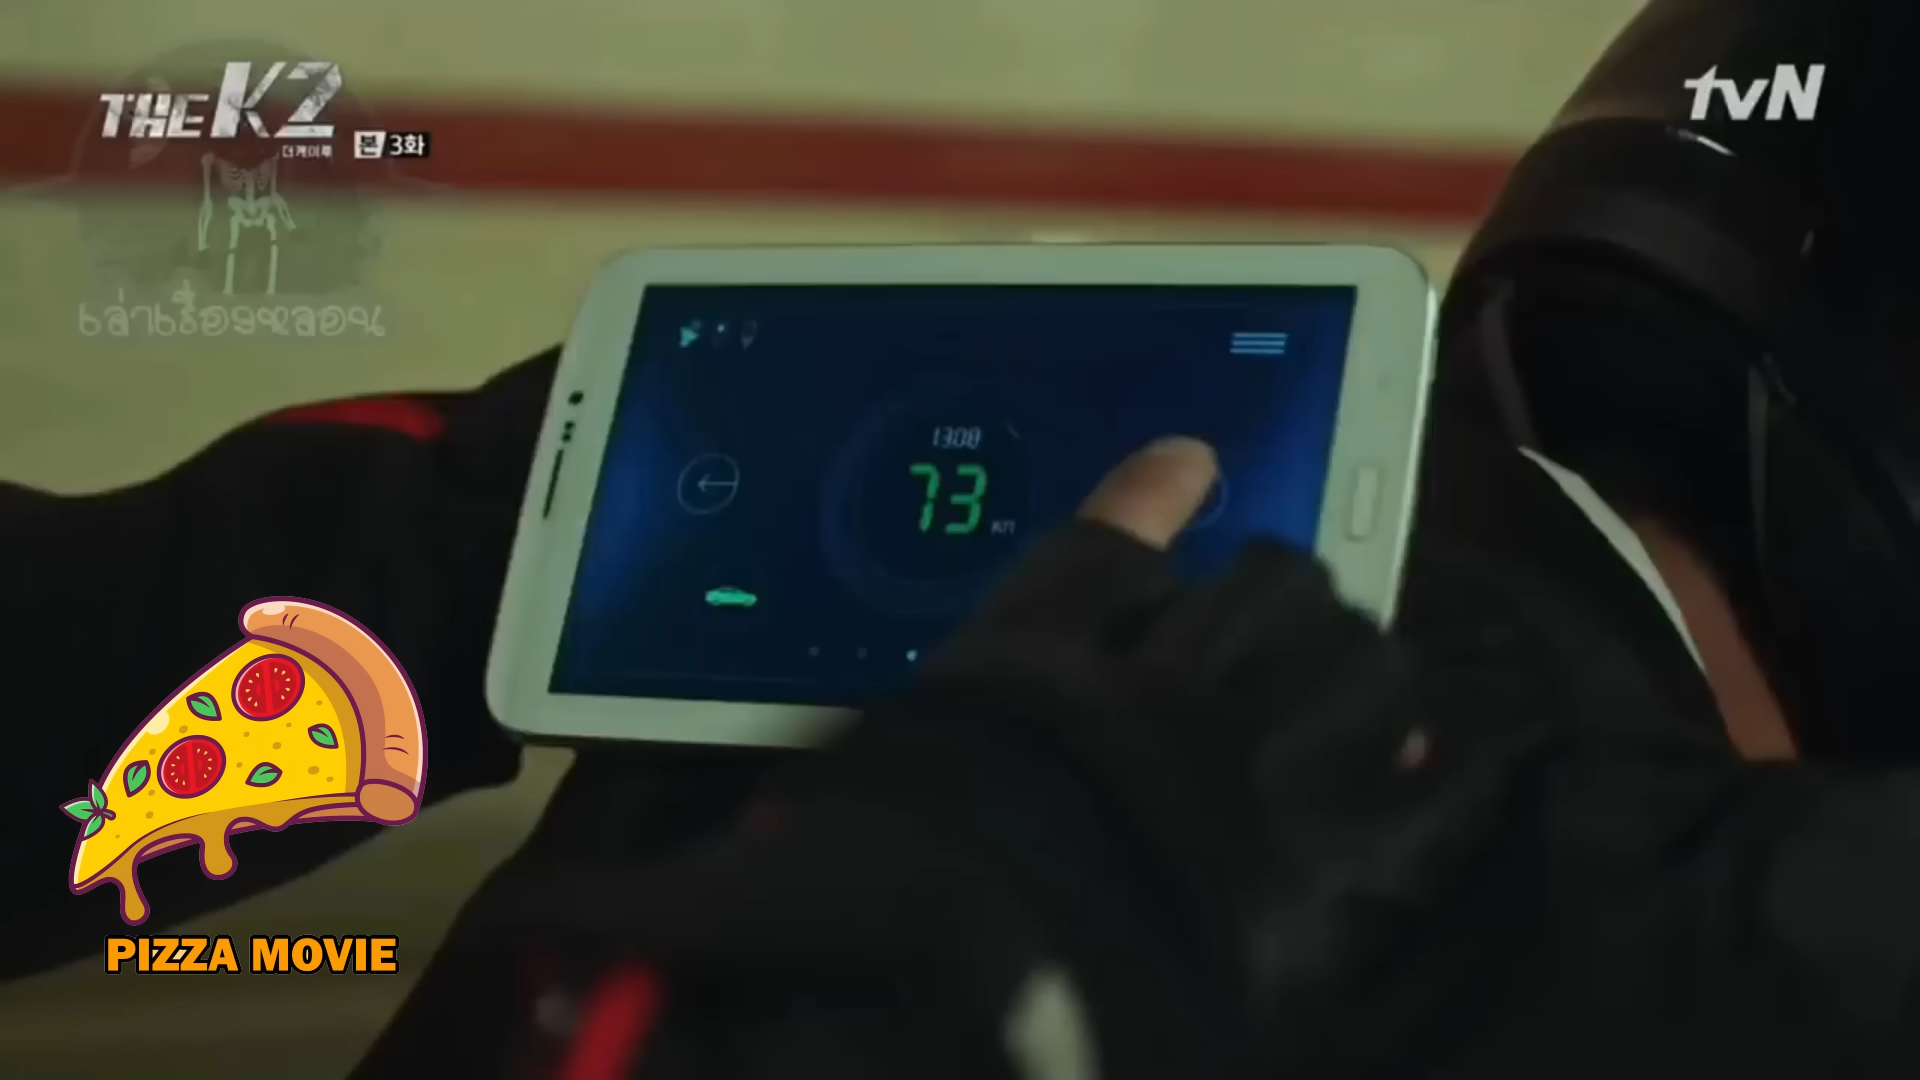 THE K2
더케이투
본 3화
tvN
เล่าเรื่องหลอน
1308
73
KM
PIZZA MOVIE